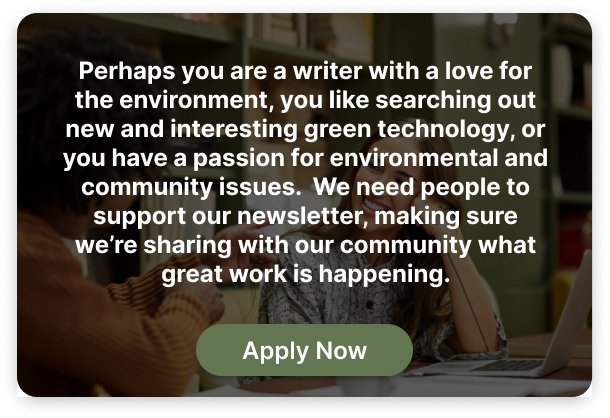 Perhaps you are a writer with a love for
the environment, you like searching out
new and interesting green technology, or
you have a passion for environmental and
community issues.  We need people to
support our newsletter, making sure
we’re sharing with our community what
great work is happening.
Apply Now